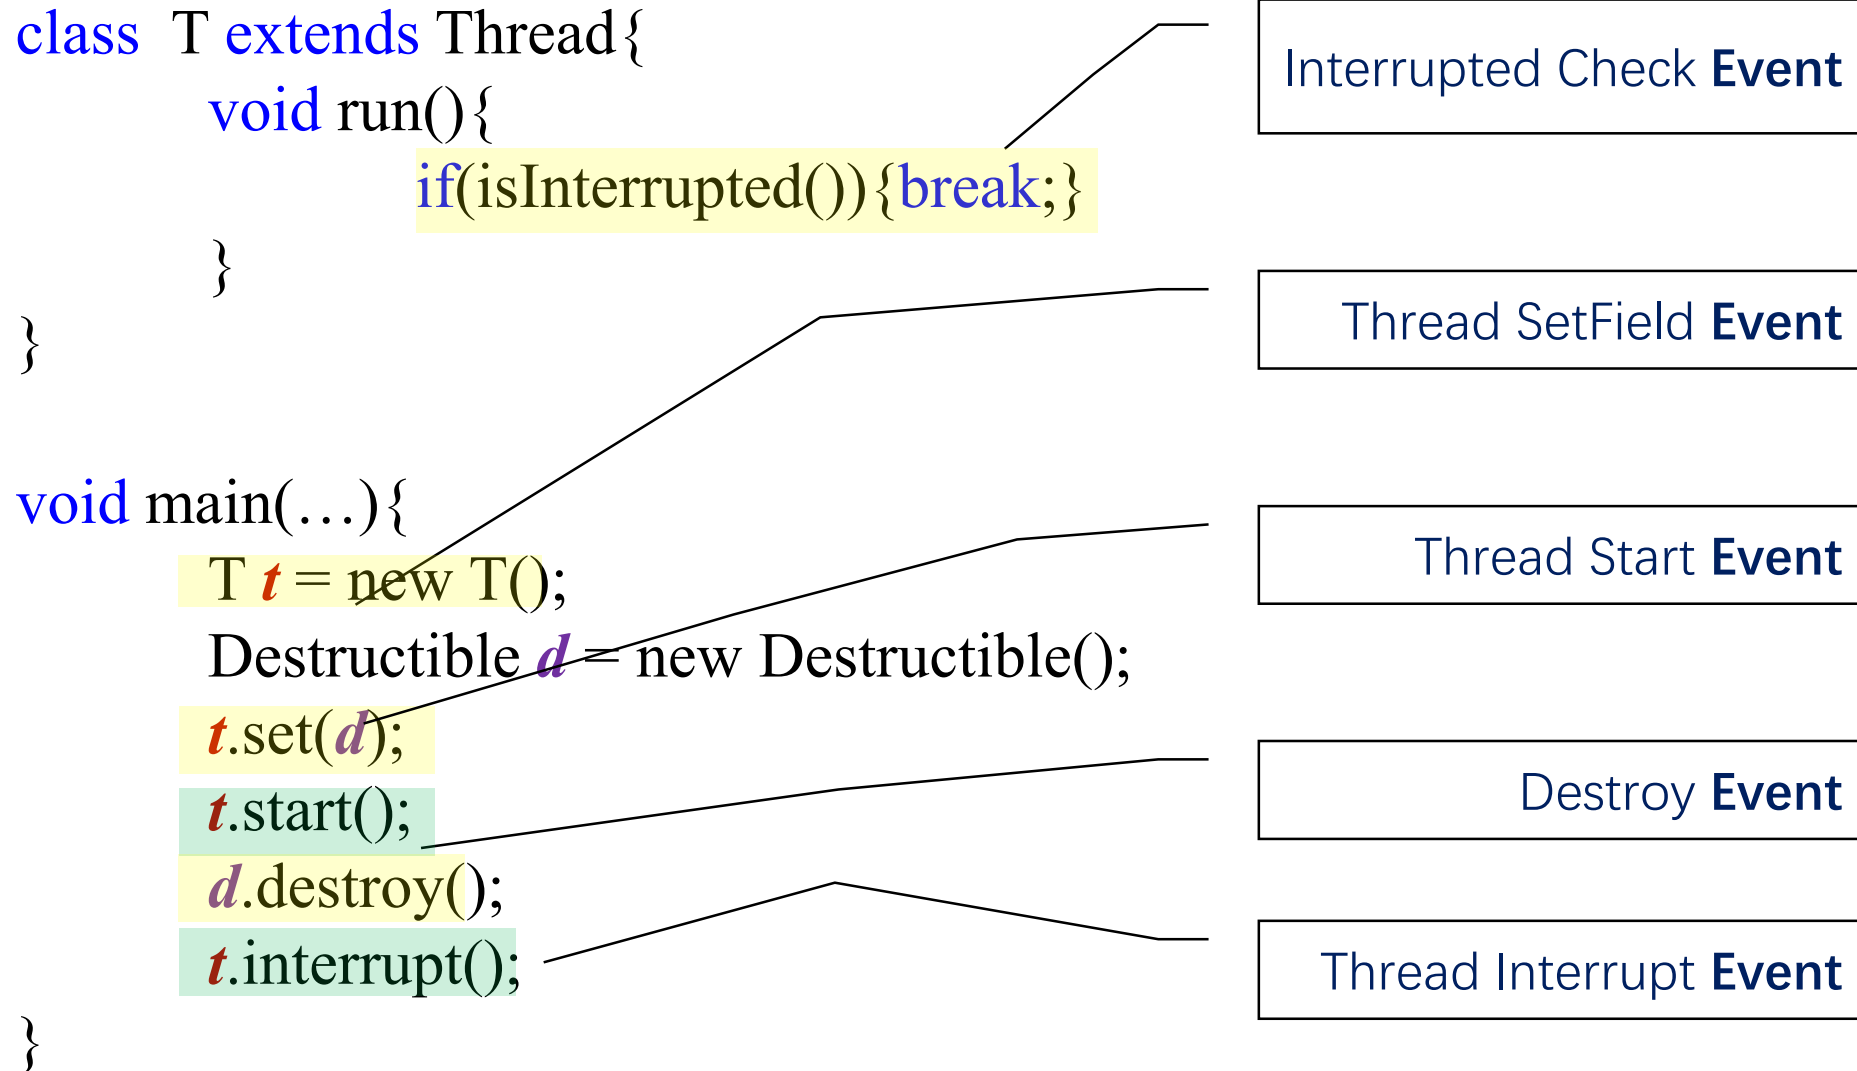 class T extends Thread{
void run(){
if(isInterrupted()){break;}
}
}
void main(…){
T t = new T();
Destructible d = new Destructible();
t.set(d);
t.start();
d.destroy();
t.interrupt();
}
Interrupted Check Event
Thread SetField Event
Thread Start Event
Destroy Event
Thread Interrupt Event